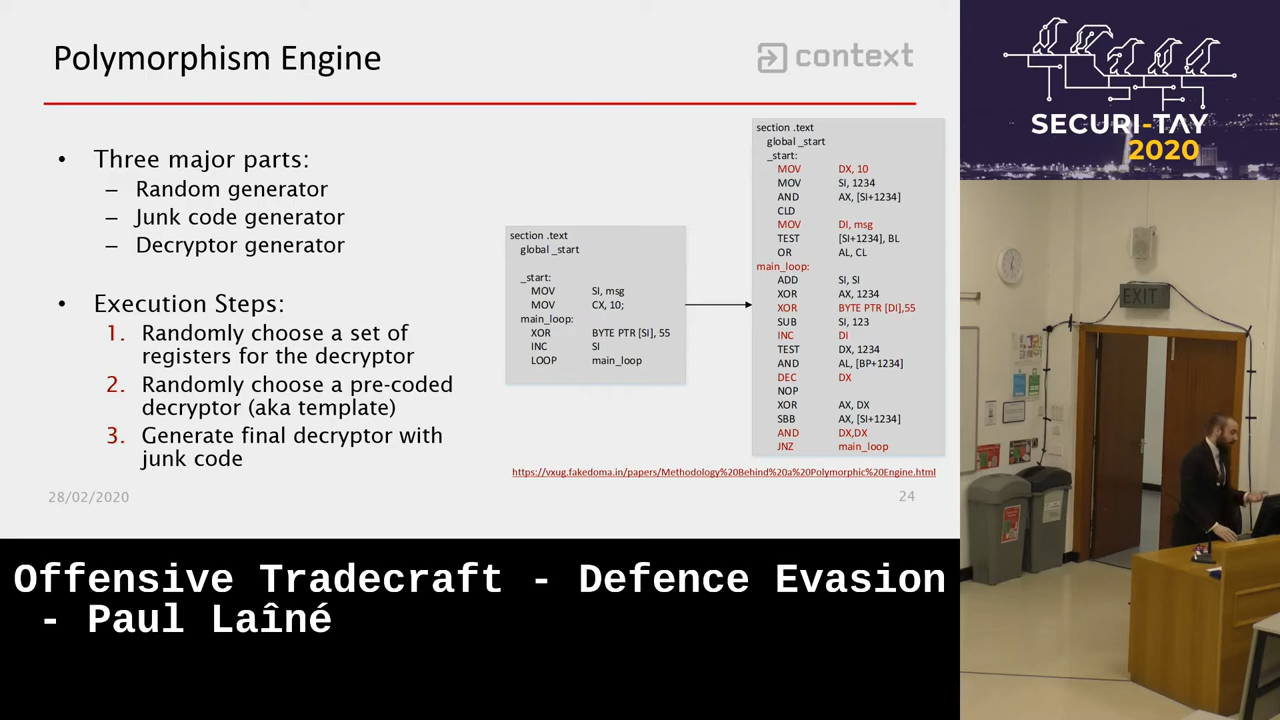 Polymorphism Engine
context
• Three major parts:
– Random generator
– Junk code generator
– Decryptor generator
• Execution Steps:
1. Randomly choose a set of
registers for the decryptor
2. Randomly choose a pre-coded
decryptor (aka template)
3. Generate final decryptor with
junk code
section .text
global _start
_start:
MOV SI, msg
MOV CX, 10;
main_loop:
XOR BYTE PTR [SI], 55
INC SI
LOOP main_loop
section .text
global _start
_start:
MOV DX, 10
MOV SI, 1234
AND AX, [SI+1234]
CLD
MOV DI, msg
TEST [SI+1234], BL
OR AL, CL
main_loop:
ADD SI, SI
XOR AX, 1234
XOR BYTE PTR [DI],55
SUB SI, 123
INC DI
TEST DX, 1234
AND AL, [BP+1234]
DEC DX
NOP
XOR AX, DX
SBB AX, [SI+1234]
AND DX,DX
JNZ main_loop
https://vxug.fakedoma.in/papers/Methodology%20Behind%20a%20Polymorphic%20Engine.html
28/02/2020
24
SECURI-TAY
2020
EXIT
Offensive Tradecraft - Defence Evasion
- Paul Laîné